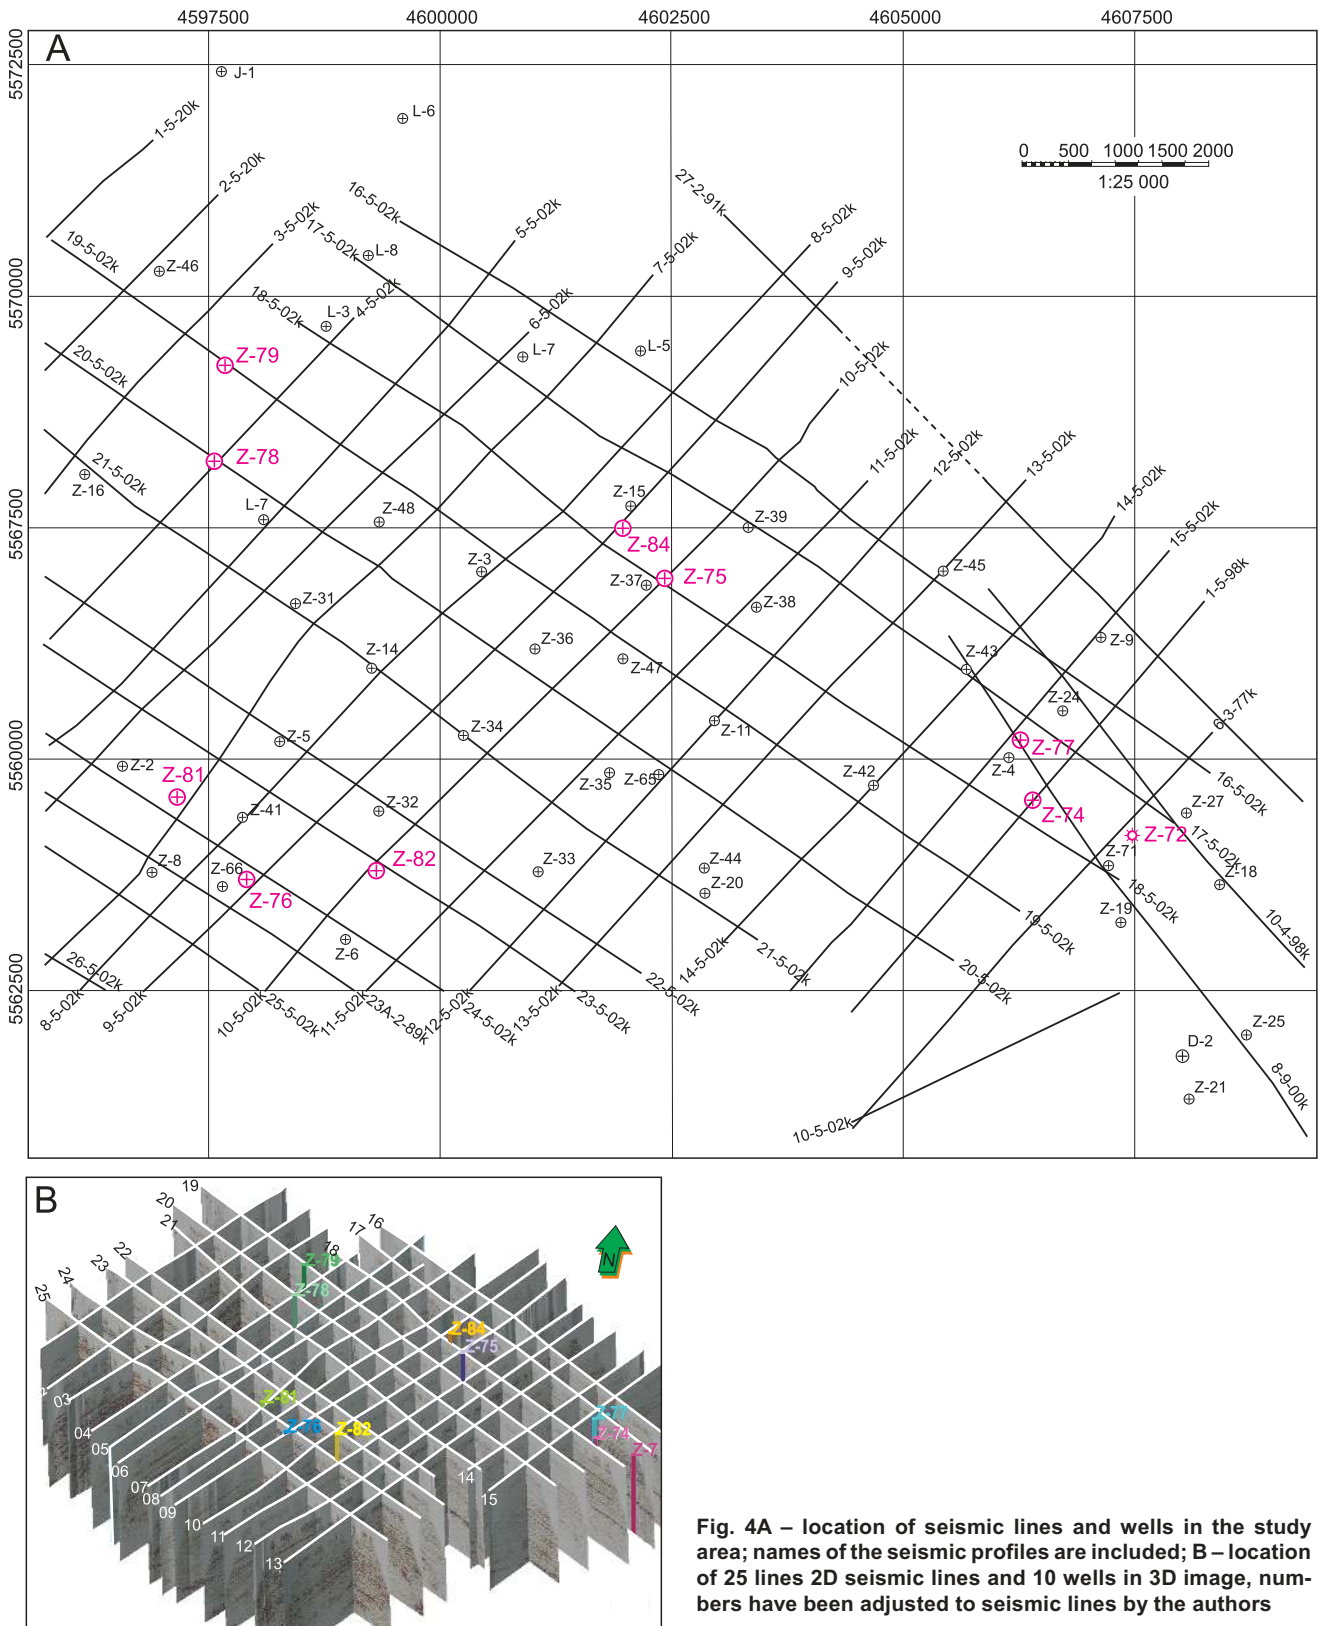 4597500 4600000 4602500 4605000 4607500
A
5572500
5570000
5567500
5560000
5562500
J-1
L-6
1-5-20k
2-5-20k
0 500 1000 1500 2000
1:25 000
27-2-91k
16-5-02k
3-5-02k
17-5-02k
5-5-02k
8-5-02k
19-5-02k
L-8
7-5-02k
9-5-02k
Z-46
18-5-02k
L-3
4-5-02k
6-5-02k
L-7
L-5
10-5-02k
Z-79
20-5-02k
Z-78
11-5-02k
12-5-02k
13-5-02k
14-5-02k
Z-16
21-5-02k
L-7
Z-48
Z-15
Z-39
15-5-02k
Z-84
Z-3
Z-37
Z-75
Z-45
1-5-98k
Z-31
Z-38
Z-14
Z-36
Z-47
Z-43
Z-9
Z-24
6-3-77k
Z-5
Z-34
Z-11
Z-77
Z-2
Z-81
Z-35
Z-65
Z-42
Z-4
16-5-02k
Z-41
Z-32
Z-74
Z-27
Z-72
17-5-02k
Z-8
Z-66
Z-82
Z-33
Z-44
Z-71
Z-18
Z-76
Z-20
18-5-02k
Z-6
Z-19
19-5-02k
10-4-98k
26-5-02k
14-5-02k
21-5-02k
20-5-02k
8-5-02k
9-5-02k
10-5-02k
25-5-02k
11-5-02k
23A-2-89k
12-5-02k
24-5-02k
13-5-02k
23-5-02k
22-5-02k
Z-25
D-2
Z-21
8-9-00k
10-5-02k
B
19
20
21
22
23
24
25
18
17
16
N
Z-79
Z-78
Z-84
Z-75
Z-81
Z-76
Z-82
Z-77
Z-74
Z-7
03
04
05
06
07
08
09
10
11
12
13
14
15
Fig. 4A – location of seismic lines and wells in the study
area; names of the seismic profiles are included; B – location
of 25 lines 2D seismic lines and 10 wells in 3D image, num-
bers have been adjusted to seismic lines by the authors